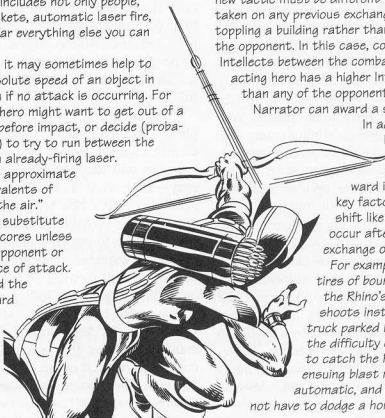 includes not only people,
ckets, automatic laser fire,
ar everything else you can
it may sometimes help to
solute speed of an object in
if no attack is occurring. For
hero might want to get out of a
before impact, or decide (proba-
) to try to run between the
already-firing laser.
approximate
valents of
the air."
substitute
cores unless
pponent or
ce of attack.
d the
ard
new tactic must be different
taken on any previous exchang
toppling a building rather than
the opponent. In this case, co
Intellects between the comba
acting hero has a higher Int
than any of the opponent
Narrator can award a s
In a
ward i
key facto
shift like
occur afte
exchange o
For examp
tires of boun
the Rhino's
shoots inst
truck parked
the difficulty
to catch the
ensuing blast
automatic, and
not have to dodge a ho